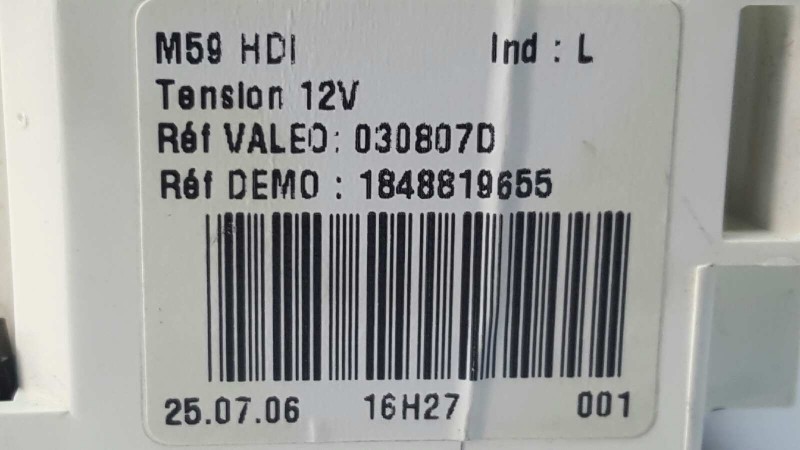 M59 HDI Ind : L
Tension 12V
Réf VALEO: 030807D
Réf DEMO : 1848819655
25.07.06 16H27 001